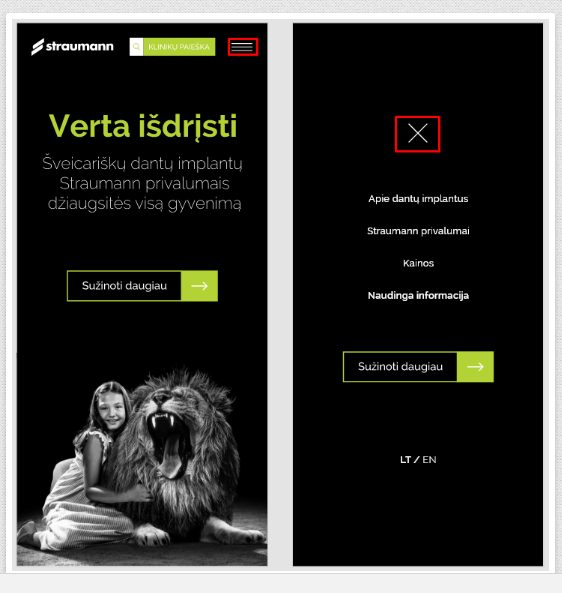 straumann
KLINIKŲ PAIEŠKA
Verta išdrįsti
Šveicariškų dantų implantų
Straumann privalumais
džiaugsitės visą gyvenimą
Sužinoti daugiau
Apie dantų implantus
Straumann privalumai
Kainos
Naudinga informacija
Sužinoti daugiau
LT / EN